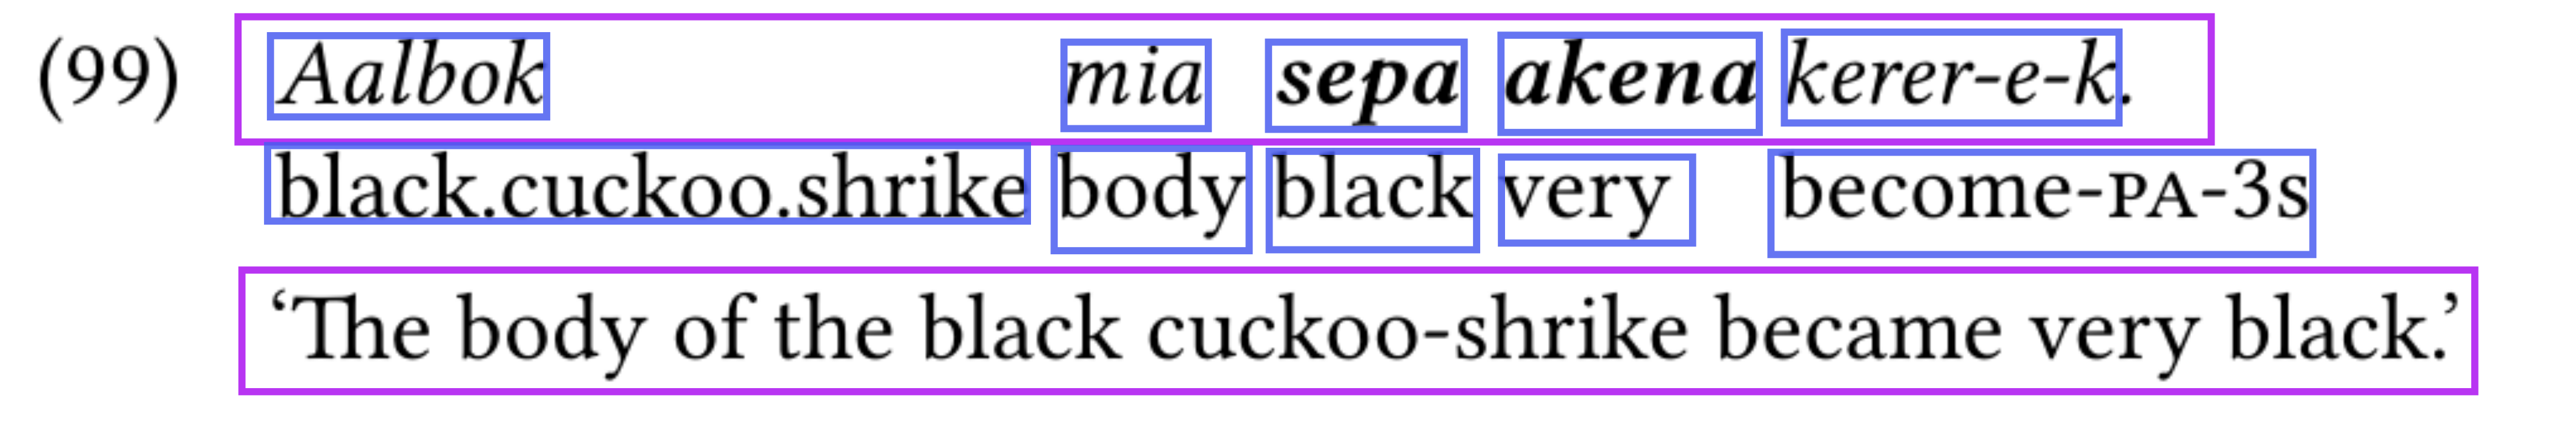 (99) Aalbok mia sepa akena kerer-e-k.
black.cuckoo.shrike body black very become-PA-3s
‘The body of the black cuckoo-shrike became very black.’